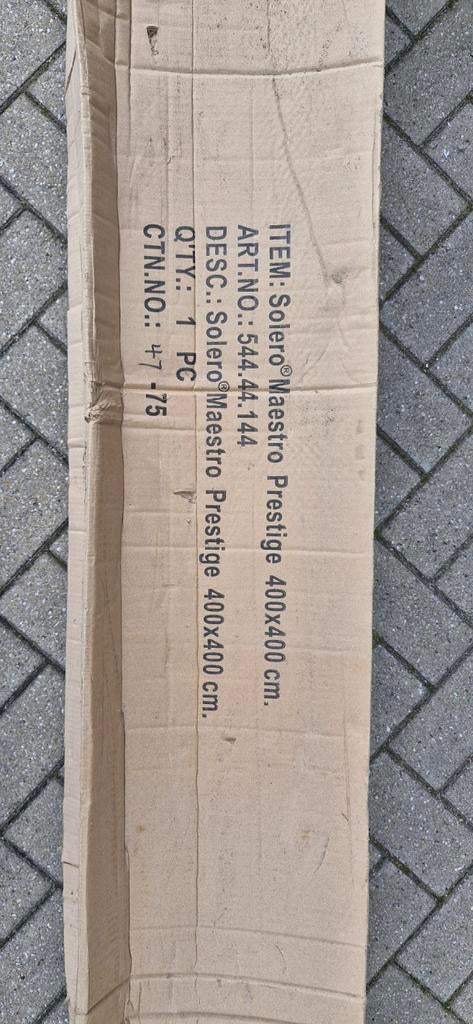 ITEM: Solero® Maestro Prestige 400x400 cm.
ART.NO.: 544.44.144
DESC.: Solero® Maestro Prestige 400x400 cm.
Q'TY.: 1 PC
CTN.NO.: 47 -75